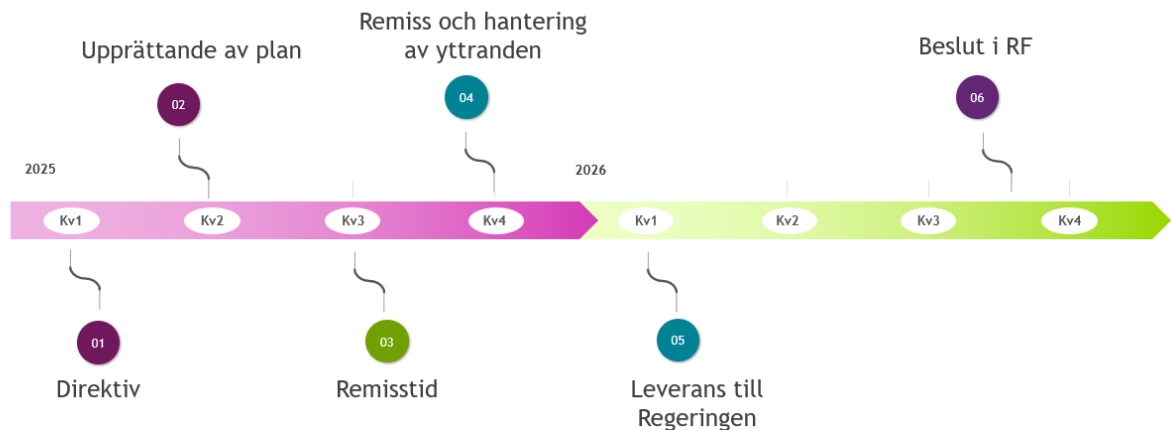 Upprättande av plan
Remiss och hantering
av yttranden
Beslut i RF
02
04
06
2025
2026
Kv1
Kv2
Kv3
Kv4
Kv1
Kv2
Kv3
Kv4
01
03
05
Direktiv
Remisstid
Leverans till
Regeringen